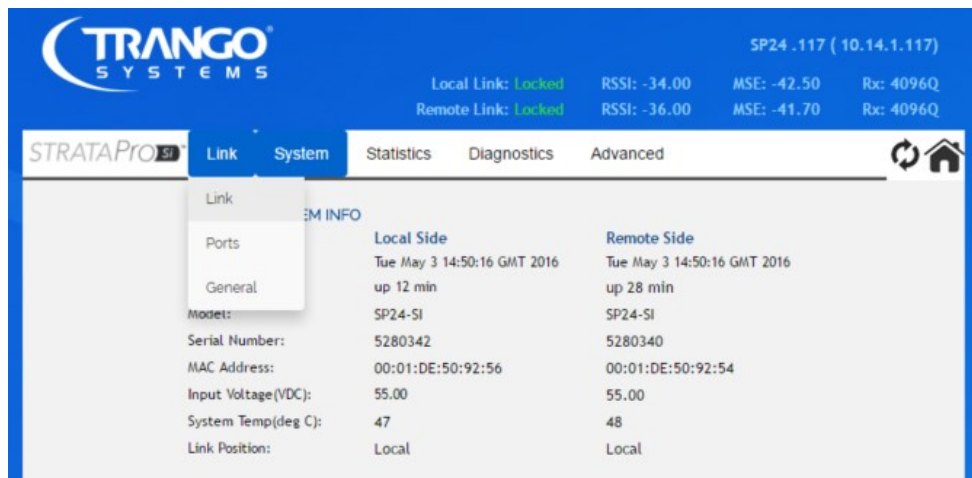 TRANGO®
SYSTEMS
SP24 .117 ( 10.14.1.117)
Local Link: Locked RSSI: -34.00 MSE: -42.50 Rx: 4096Q
Remote Link: Locked RSSI: -36.00 MSE: -41.70 Rx: 4096Q
STRATAPro SI Link System Statistics Diagnostics Advanced
Link
EM INFO
Ports
General
Local Side Remote Side
Tue May 3 14:50:16 GMT 2016 Tue May 3 14:50:16 GMT 2016
up 12 min up 28 min
Model: SP24-SI SP24-SI
Serial Number: 5280342 5280340
MAC Address: 00:01:DE:50:92:56 00:01:DE:50:92:54
Input Voltage(VDC): 55.00 55.00
System Temp(deg C): 47 48
Link Position: Local Local